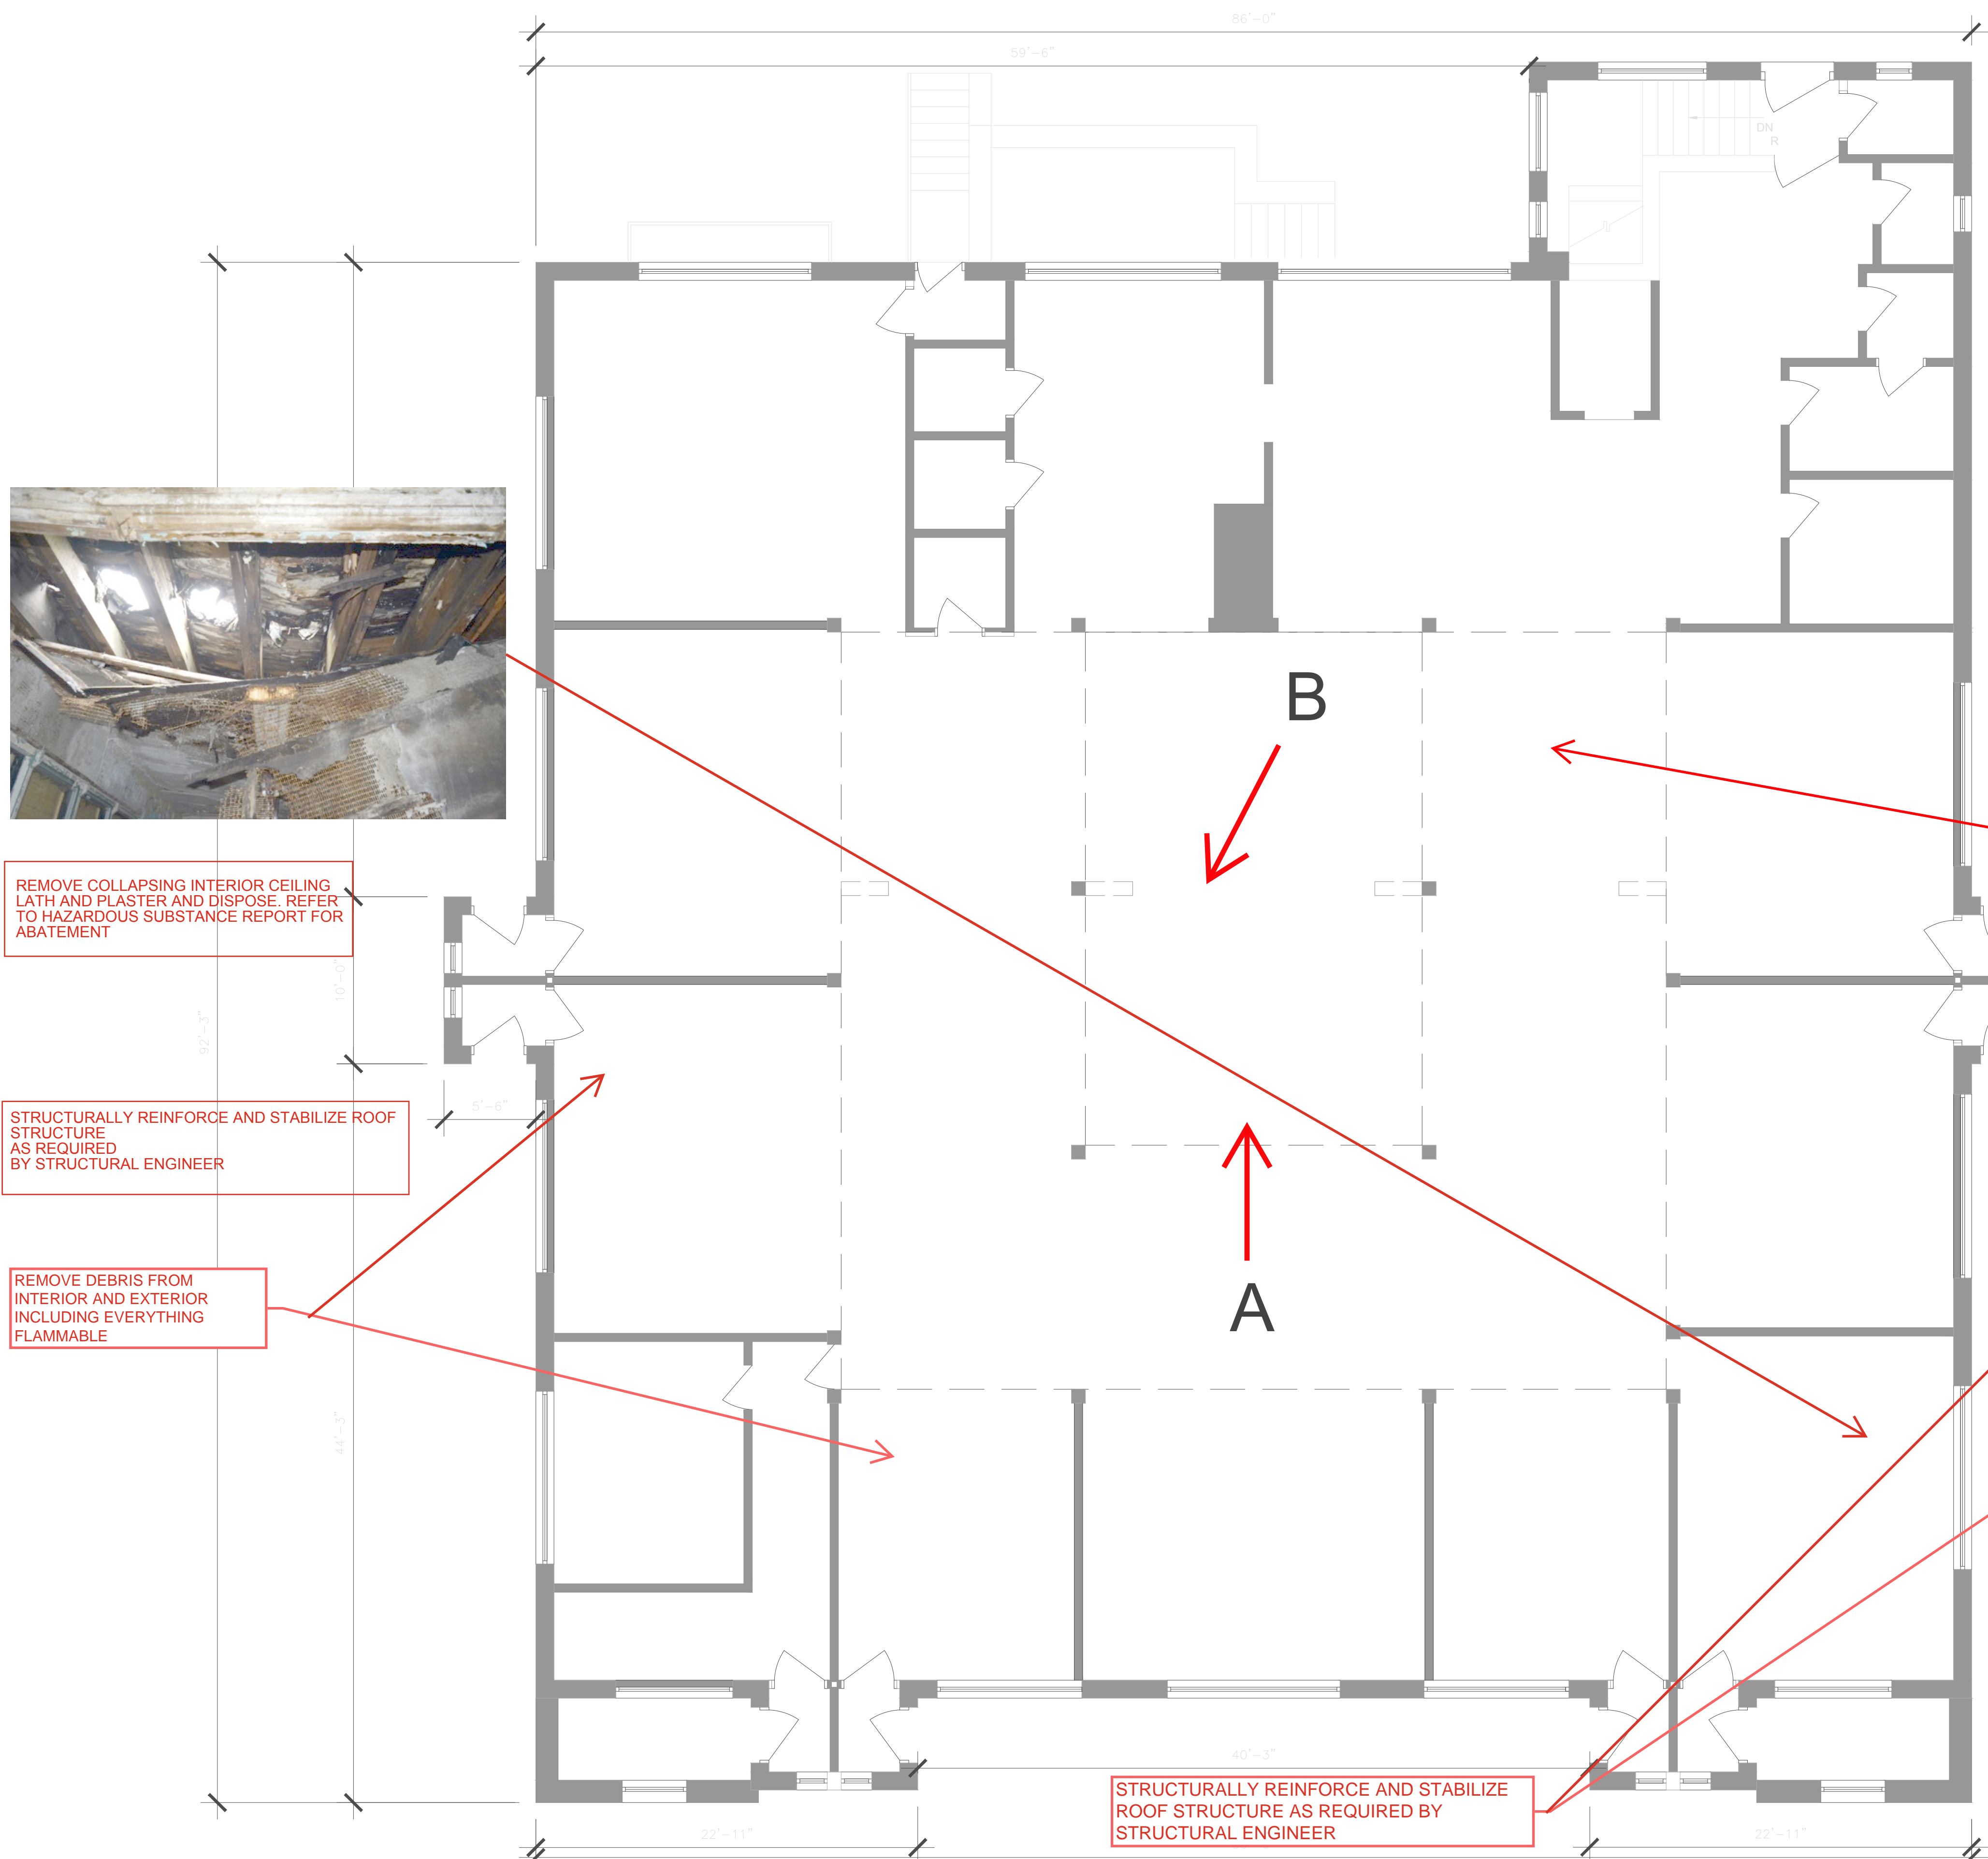 86'-0"
59'-6"
DN
R
B
REMOVE COLLAPSING INTERIOR CEILING
LATH AND PLASTER AND DISPOSE. REFER
TO HAZARDOUS SUBSTANCE REPORT FOR
ABATEMENT
10'-0"
92'-3"
5'-6"
STRUCTURALLY REINFORCE AND STABILIZE ROOF
STRUCTURE
AS REQUIRED
BY STRUCTURAL ENGINEER
REMOVE DEBRIS FROM
INTERIOR AND EXTERIOR
INCLUDING EVERYTHING
FLAMMABLE
A
44'-3"
40'-3"
STRUCTURALLY REINFORCE AND STABILIZE
ROOF STRUCTURE AS REQUIRED BY
STRUCTURAL ENGINEER
22'-11"
22'-11"